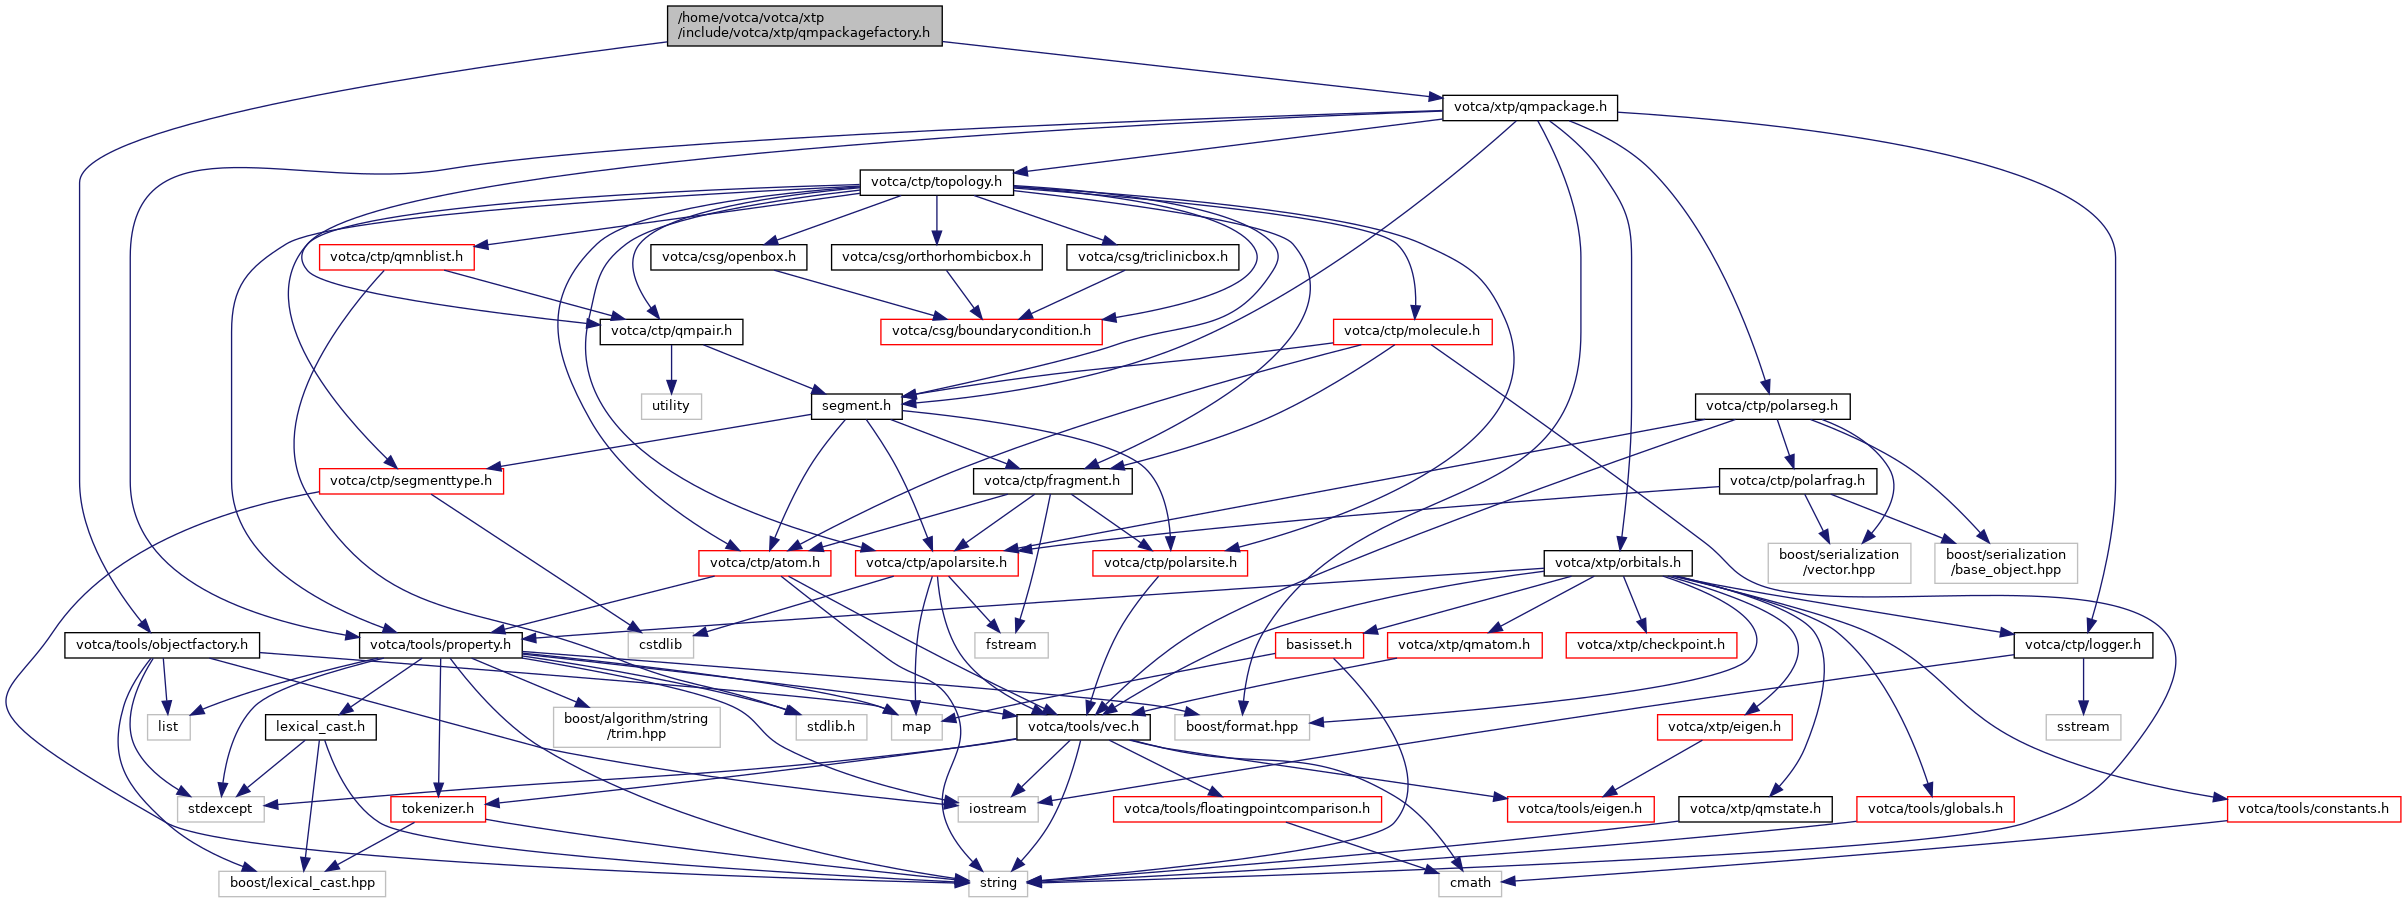 /home/votca/votca/xtp
/include/votca/xtp/qmpackagefactory.h
votca/xtp/qmpackage.h
votca/ctp/topology.h
votca/ctp/qmnblist.h
votca/csg/openbox.h
votca/csg/orthorhombicbox.h
votca/csg/triclinicbox.h
votca/ctp/qmpair.h
votca/csg/boundarycondition.h
votca/ctp/molecule.h
utility
segment.h
votca/ctp/polarseg.h
votca/ctp/segmenttype.h
votca/ctp/fragment.h
votca/ctp/polarfrag.h
votca/ctp/atom.h
votca/ctp/apolarsite.h
votca/ctp/polarsite.h
votca/xtp/orbitals.h
boost/serialization
/vector.hpp
boost/serialization
/base_object.hpp
votca/tools/objectfactory.h
votca/tools/property.h
cstdlib
fstream
basisset.h
votca/xtp/qmatom.h
votca/xtp/checkpoint.h
votca/ctp/logger.h
list
lexical_cast.h
boost/algorithm/string
/trim.hpp
stdlib.h
map
votca/tools/vec.h
boost/format.hpp
votca/xtp/eigen.h
sstream
stdexcept
tokenizer.h
iostream
votca/tools/floatingpointcomparison.h
votca/tools/eigen.h
votca/xtp/qmstate.h
votca/tools/globals.h
votca/tools/constants.h
boost/lexical_cast.hpp
string
cmath